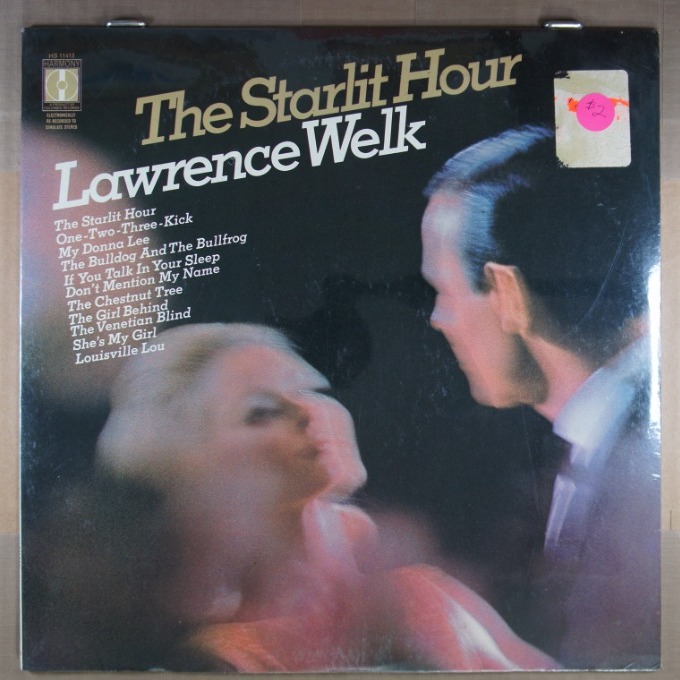 HS 11413
HARMONY
ELECTRONICALLY
RE-RECORDED TO
SIMULATE STEREO
The Starlit Hour
Lawrence Welk
$2
The Starlit Hour
One-Two-Three-Kick
My Donna Lee
The Bulldog And The Bullfrog
If You Talk In Your Sleep
Don't Mention My Name
The Chestnut Tree
The Girl Behind
The Venetian Blind
She's My Girl
Louisville Lou